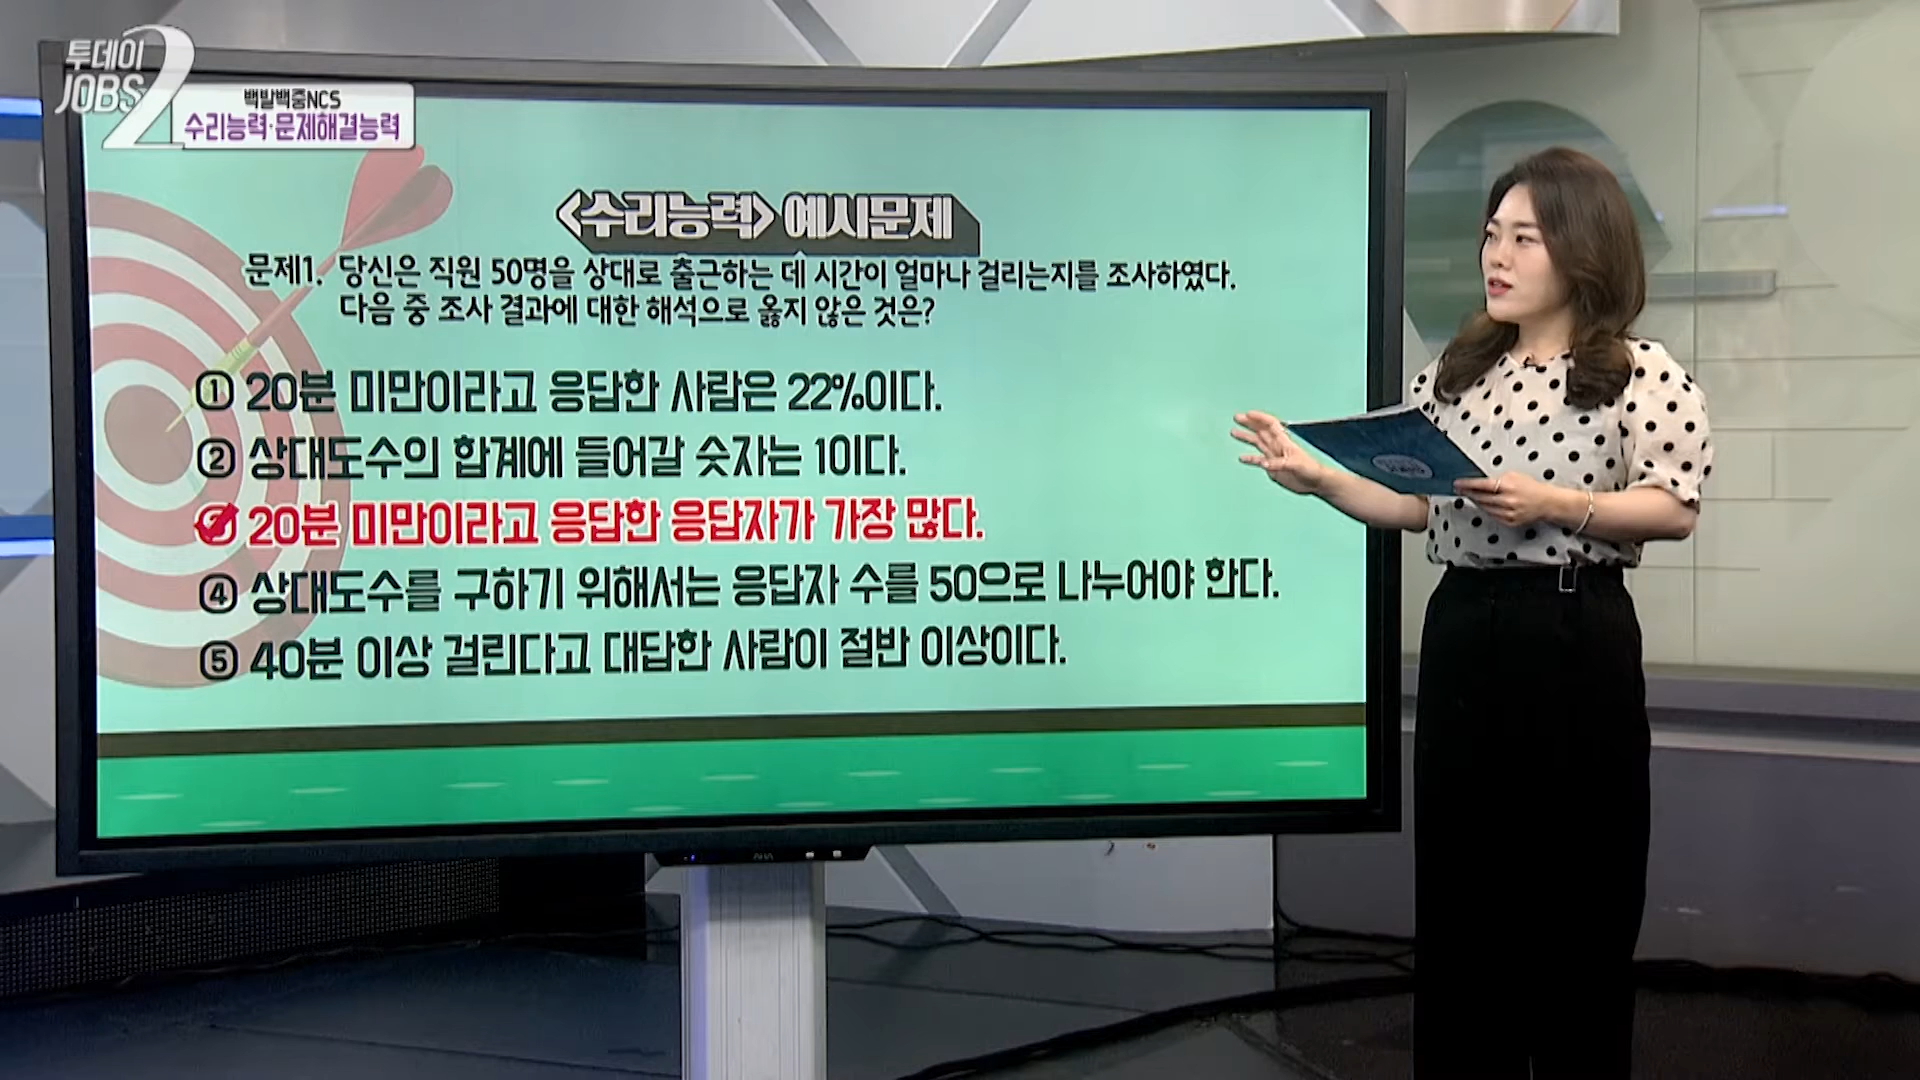 투데이
JOBS 2
백발백중NCS
수리능력·문제해결능력
<수리능력> 예시문제
문제1. 당신은 직원 50명을 상대로 출근하는 데 시간이 얼마나 걸리는지를 조사하였다.
다음 중 조사 결과에 대한 해석으로 옳지 않은 것은?
① 20분 미만이라고 응답한 사람은 22%이다.
② 상대도수의 합계에 들어갈 숫자는 1이다.
③ 20분 미만이라고 응답한 응답자가 가장 많다.
④ 상대도수를 구하기 위해서는 응답자 수를 50으로 나누어야 한다.
⑤ 40분 이상 걸린다고 대답한 사람이 절반 이상이다.